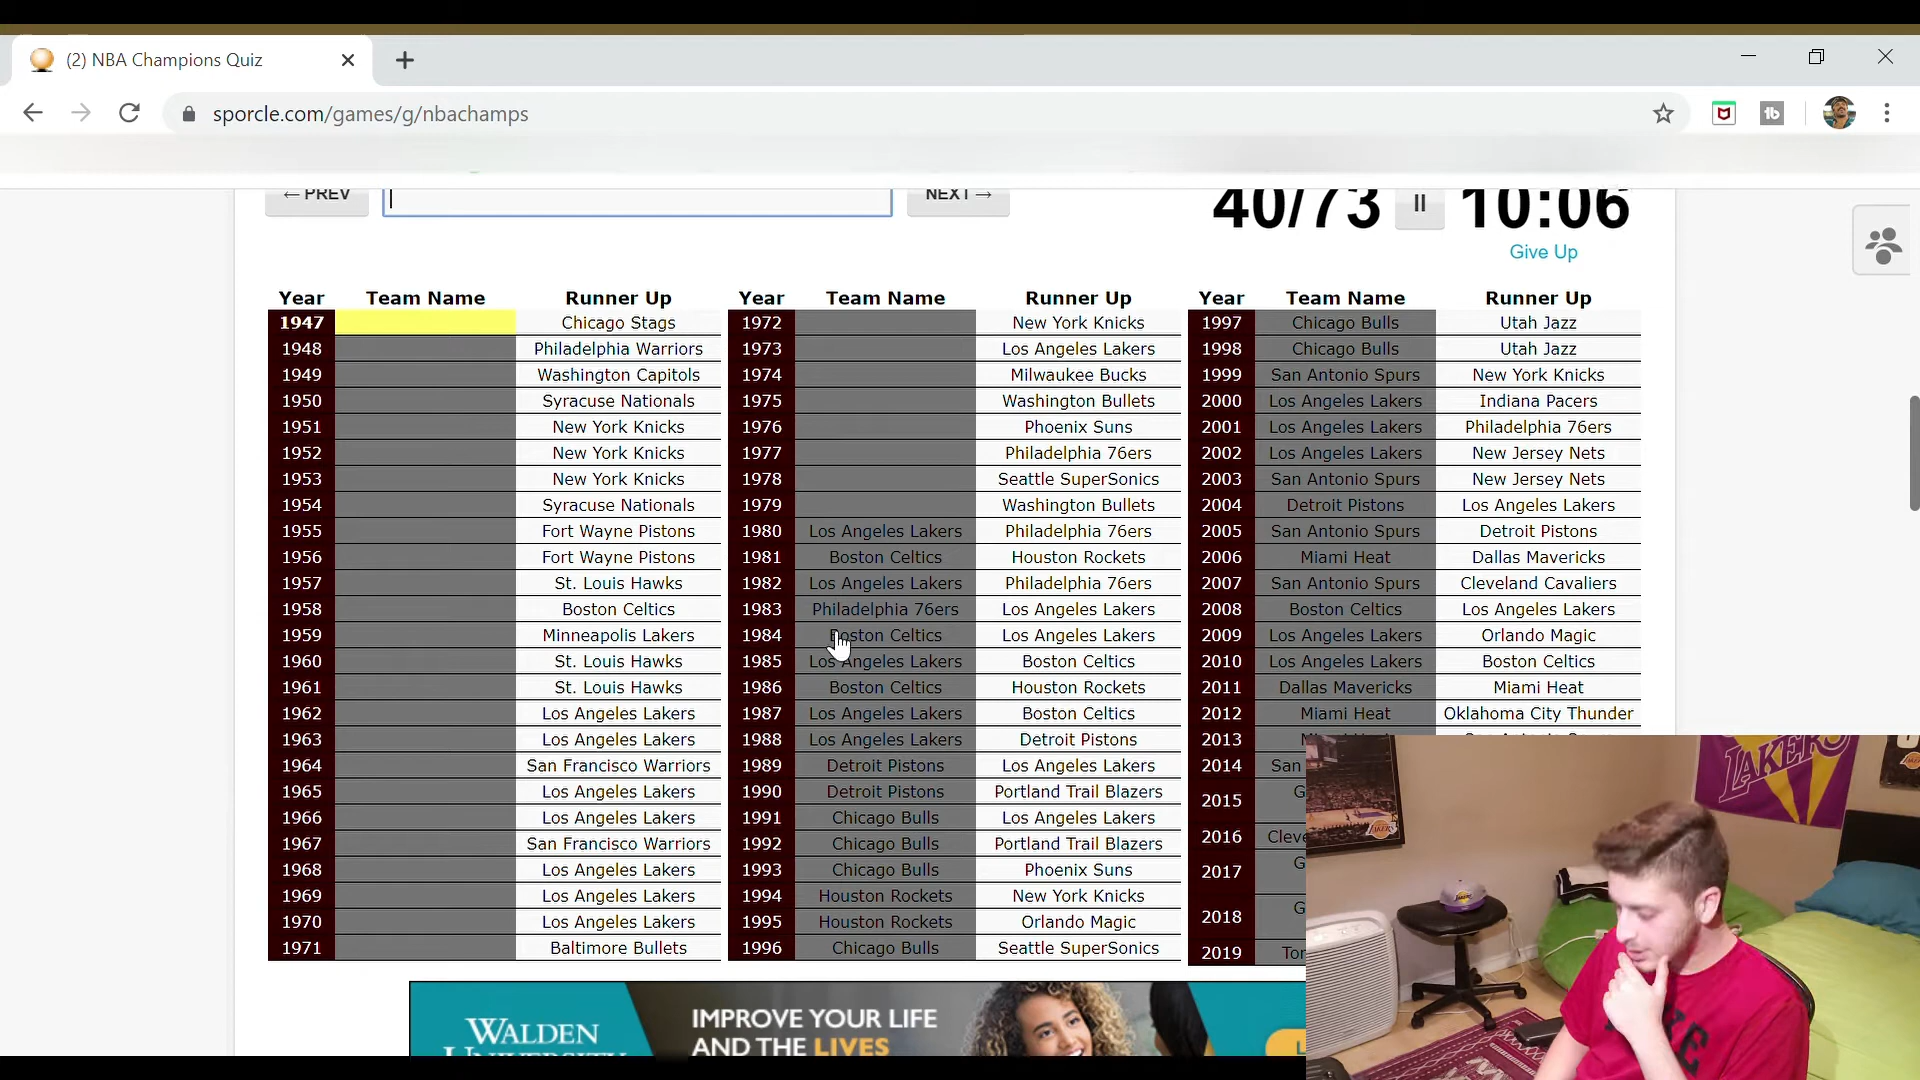 (2) NBA Champions Quiz
sporcle.com/games/g/nbachamps
← PREV NEXT → 40/73 10:06
Give Up
Year Team Name Runner Up Year Team Name Runner Up Year Team Name Runner Up
1947 Chicago Stags 1972 New York Knicks 1997 Chicago Bulls Utah Jazz
1948 Philadelphia Warriors 1973 Los Angeles Lakers 1998 Chicago Bulls Utah Jazz
1949 Washington Capitols 1974 Milwaukee Bucks 1999 San Antonio Spurs New York Knicks
1950 Syracuse Nationals 1975 Washington Bullets 2000 Los Angeles Lakers Indiana Pacers
1951 New York Knicks 1976 Phoenix Suns 2001 Los Angeles Lakers Philadelphia 76ers
1952 New York Knicks 1977 Philadelphia 76ers 2002 Los Angeles Lakers New Jersey Nets
1953 New York Knicks 1978 Seattle SuperSonics 2003 San Antonio Spurs New Jersey Nets
1954 Syracuse Nationals 1979 Washington Bullets 2004 Detroit Pistons Los Angeles Lakers
1955 Fort Wayne Pistons 1980 Los Angeles Lakers Philadelphia 76ers 2005 San Antonio Spurs Detroit Pistons
1956 Fort Wayne Pistons 1981 Boston Celtics Houston Rockets 2006 Miami Heat Dallas Mavericks
1957 St. Louis Hawks 1982 Los Angeles Lakers Philadelphia 76ers 2007 San Antonio Spurs Cleveland Cavaliers
1958 Boston Celtics 1983 Philadelphia 76ers Los Angeles Lakers 2008 Boston Celtics Los Angeles Lakers
1959 Minneapolis Lakers 1984 Boston Celtics Los Angeles Lakers 2009 Los Angeles Lakers Orlando Magic
1960 St. Louis Hawks 1985 Los Angeles Lakers Boston Celtics 2010 Los Angeles Lakers Boston Celtics
1961 St. Louis Hawks 1986 Boston Celtics Houston Rockets 2011 Dallas Mavericks Miami Heat
1962 Los Angeles Lakers 1987 Los Angeles Lakers Boston Celtics 2012 Miami Heat Oklahoma City Thunder
1963 Los Angeles Lakers 1988 Los Angeles Lakers Detroit Pistons 2013
1964 San Francisco Warriors 1989 Detroit Pistons Los Angeles Lakers 2014 San
1965 Los Angeles Lakers 1990 Detroit Pistons Portland Trail Blazers 2015 G
1966 Los Angeles Lakers 1991 Chicago Bulls Los Angeles Lakers
1967 San Francisco Warriors 1992 Chicago Bulls Portland Trail Blazers 2016 Cleve
1968 Los Angeles Lakers 1993 Chicago Bulls Phoenix Suns 2017 G
1969 Los Angeles Lakers 1994 Houston Rockets New York Knicks
1970 Los Angeles Lakers 1995 Houston Rockets Orlando Magic 2018 G
1971 Baltimore Bullets 1996 Chicago Bulls Seattle SuperSonics 2019 Tor
LAKERS
WALDEN
UNIVERSITY
IMPROVE YOUR LIFE
AND THE LIVES